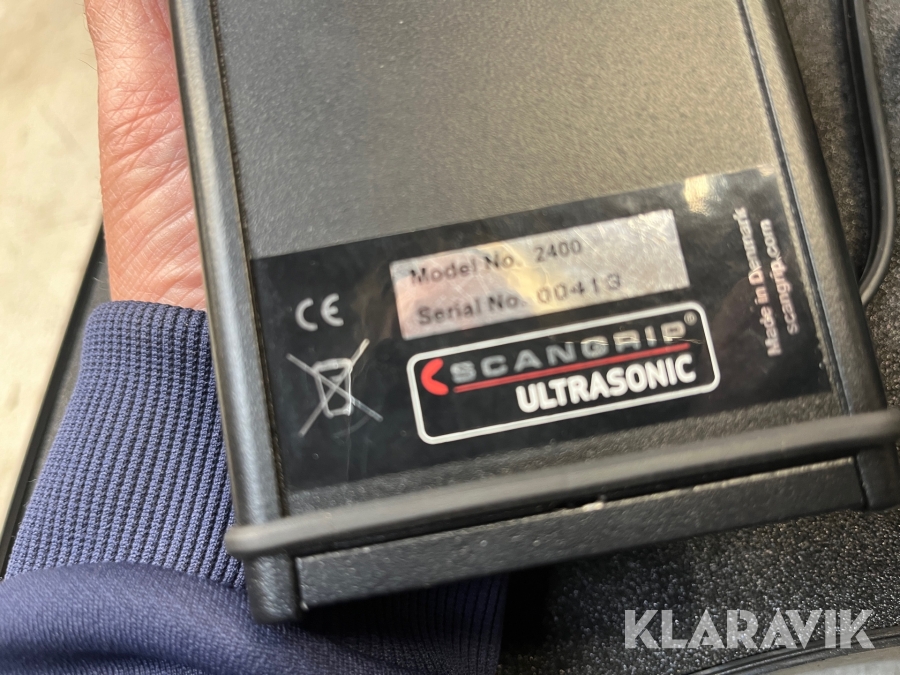 Model No. 2400
Serial No. 00413
CE
SCANGRIP®
ULTRASONIC
Made in Denmark
scangrip.com
KLARAVIK